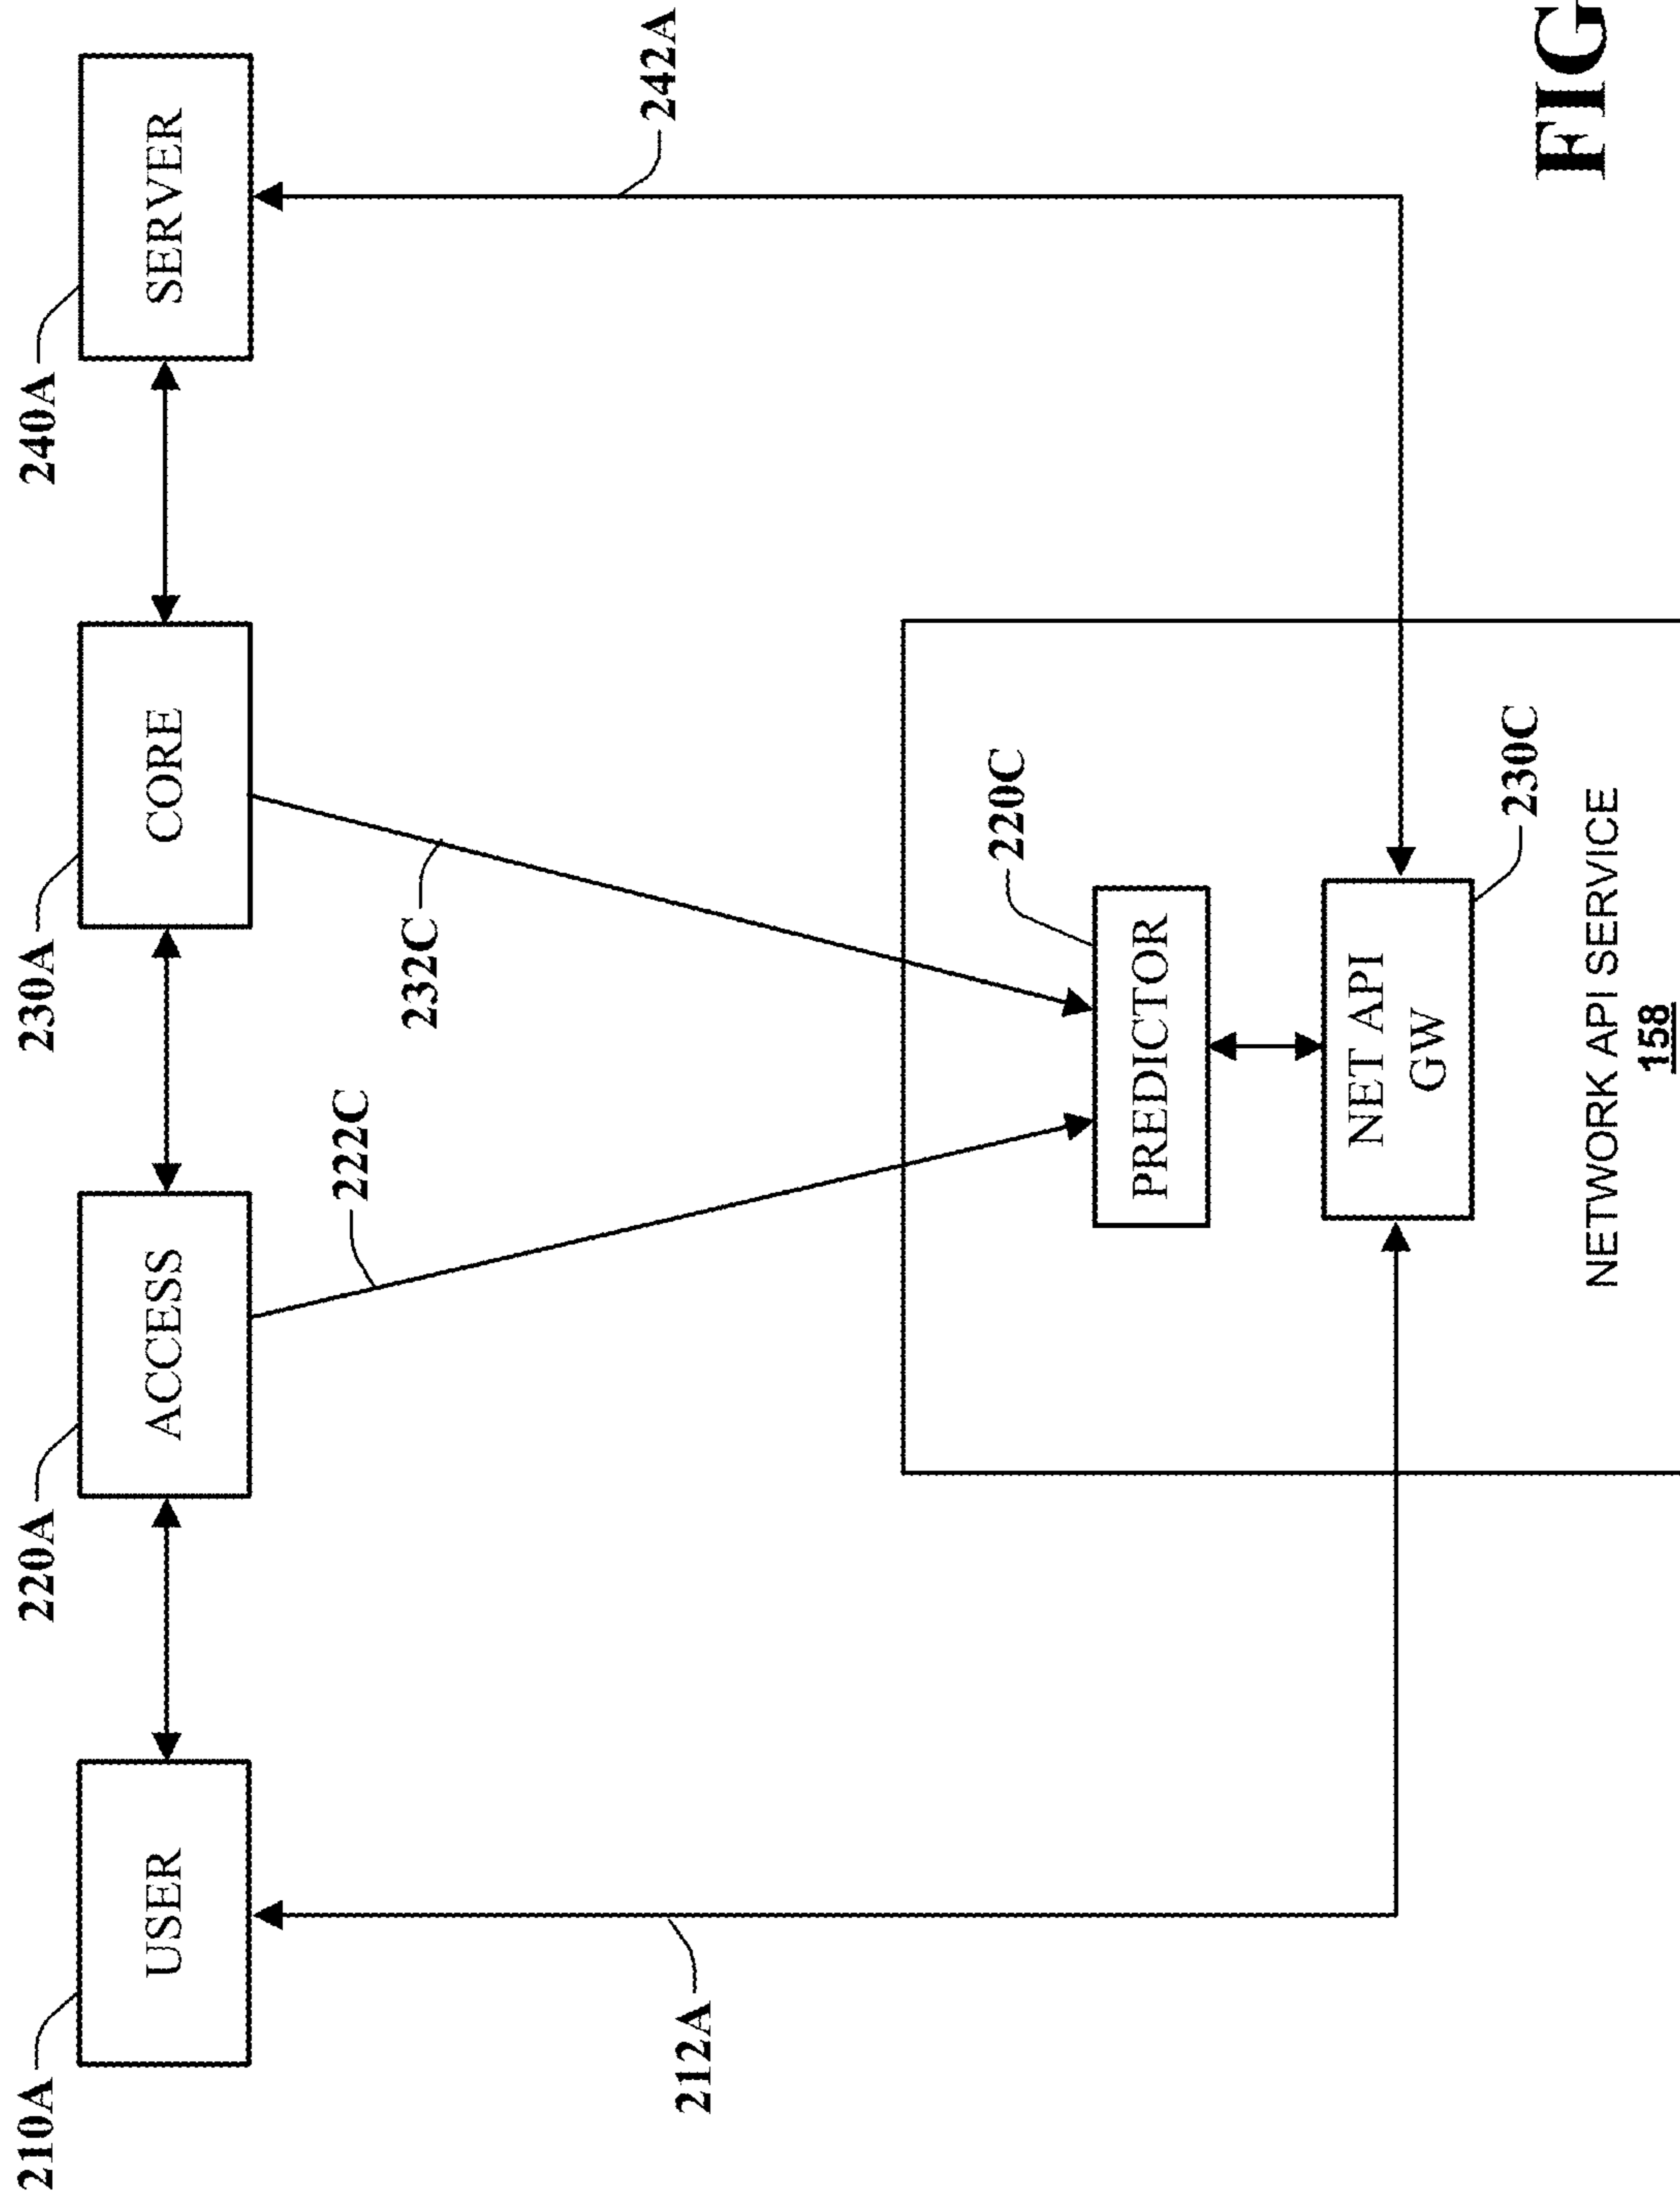 210A
220A
230A
240A
USER
ACCESS
CORE
SERVER
222C
232C
212A
242A
220C
PREDICTOR
NET API
GW
230C
NETWORK API SERVICE
158
FIG